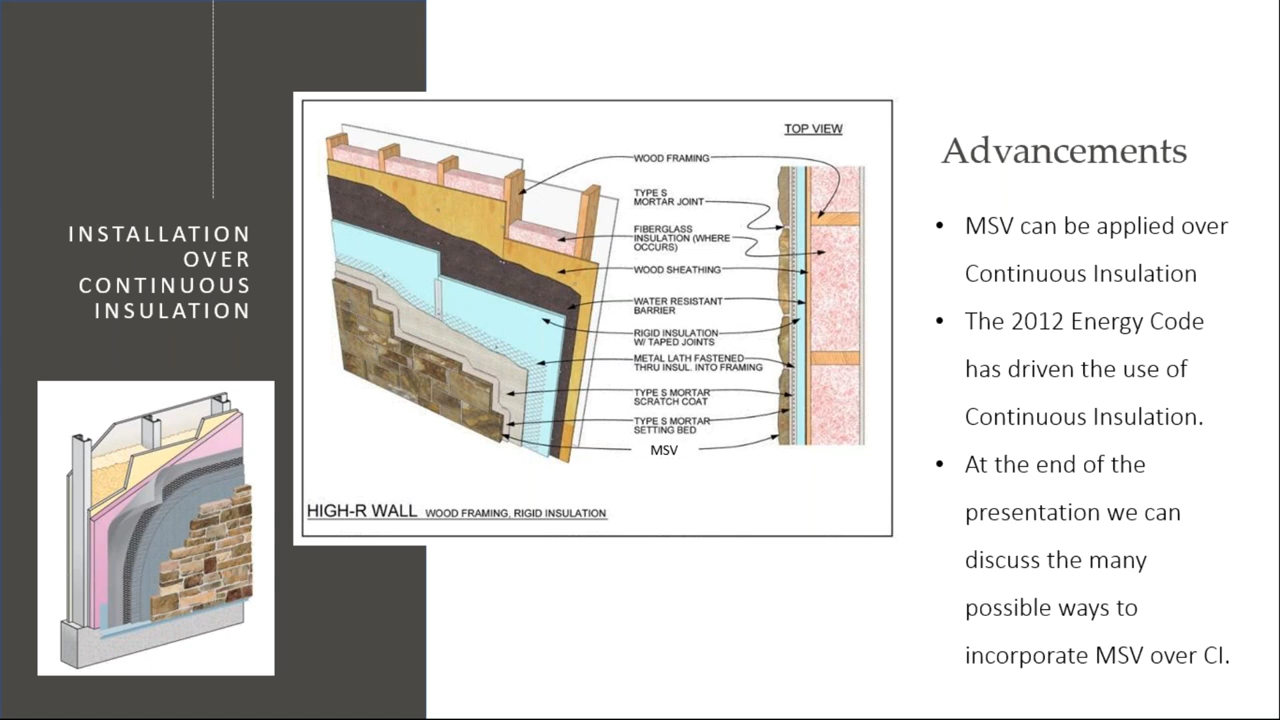 INSTALLATION
OVER
CONTINUOUS
INSULATION
TOP VIEW
WOOD FRAMING
TYPE S
MORTAR JOINT
FIBERGLASS
INSULATION (WHERE
OCCURS)
WOOD SHEATHING
WATER RESISTANT
BARRIER
RIGID INSULATION
W/ TAPED JOINTS
METAL LATH FASTENED
THRU INSUL. INTO FRAMING
TYPE S MORTAR
SCRATCH COAT
TYPE S MORTAR
SETTING BED
MSV
HIGH-R WALL WOOD FRAMING, RIGID INSULATION
Advancements
• MSV can be applied over
Continuous Insulation
• The 2012 Energy Code
has driven the use of
Continuous Insulation.
• At the end of the
presentation we can
discuss the many
possible ways to
incorporate MSV over CI.